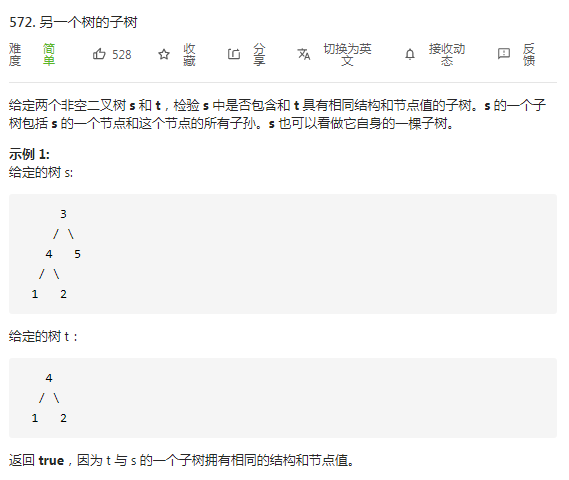 572. 另一个树的子树
难度 简单 528 收藏 分享 切换为英文 接收动态 反馈
给定两个非空二叉树 s 和 t，检验 s 中是否包含和 t 具有相同结构和节点值的子树。s 的一个子
树包括 s 的一个节点和这个节点的所有子孙。s 也可以看做它自身的一棵子树。
示例 1:
给定的树 s:
3
/ \
4 5
/ \
1 2
给定的树 t：
4
/ \
1 2
返回 true，因为 t 与 s 的一个子树拥有相同的结构和节点值。